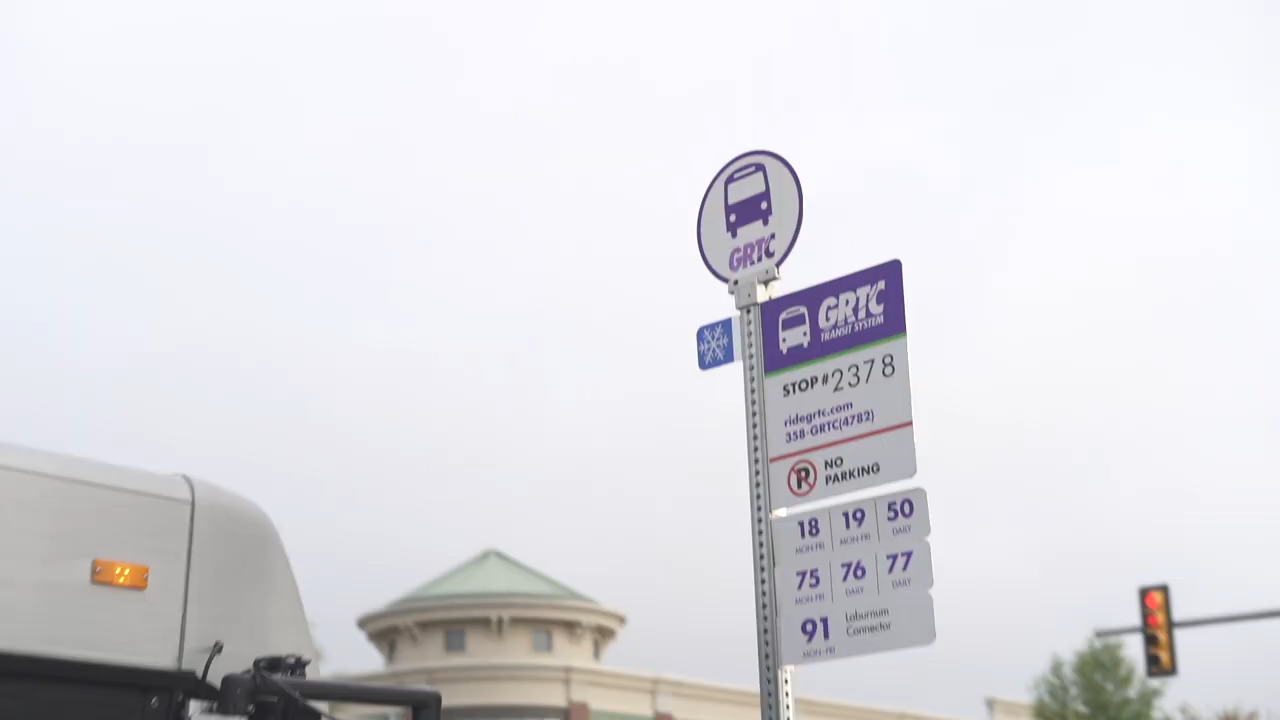 GRTC
GRTC
TRANSIT SYSTEM
STOP #2378
ridegrtc.com
358-GRTC(4782)
NO
PARKING
18 19 50
MON-FRI MON-FRI DAILY
75 76 77
MON-FRI DAILY DAILY
91 Laburnum
Connector
MON-FRI